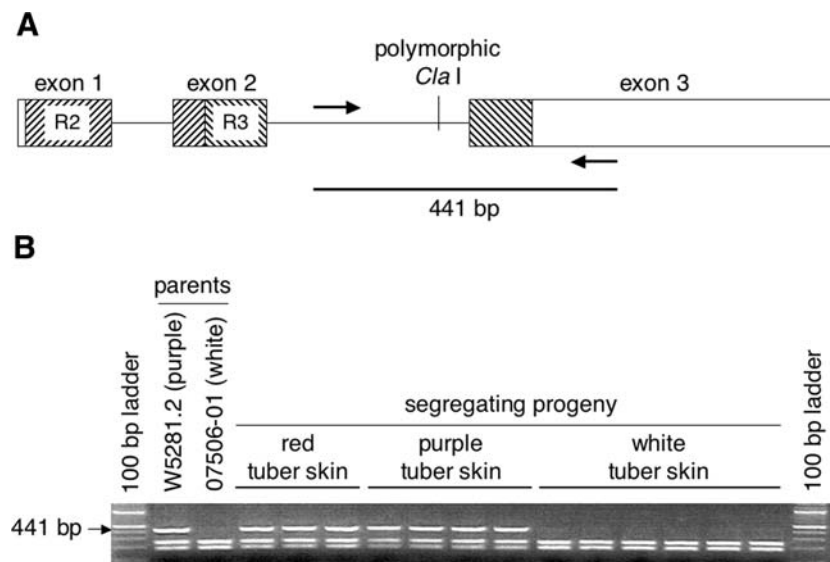 A
polymorphic
Cla I
exon 1
exon 2
exon 3
R2
R3
441 bp
B
parents
100 bp ladder
W5281.2 (purple)
07506-01 (white)
segregating progeny
red
tuber skin
purple
tuber skin
white
tuber skin
100 bp ladder
441 bp